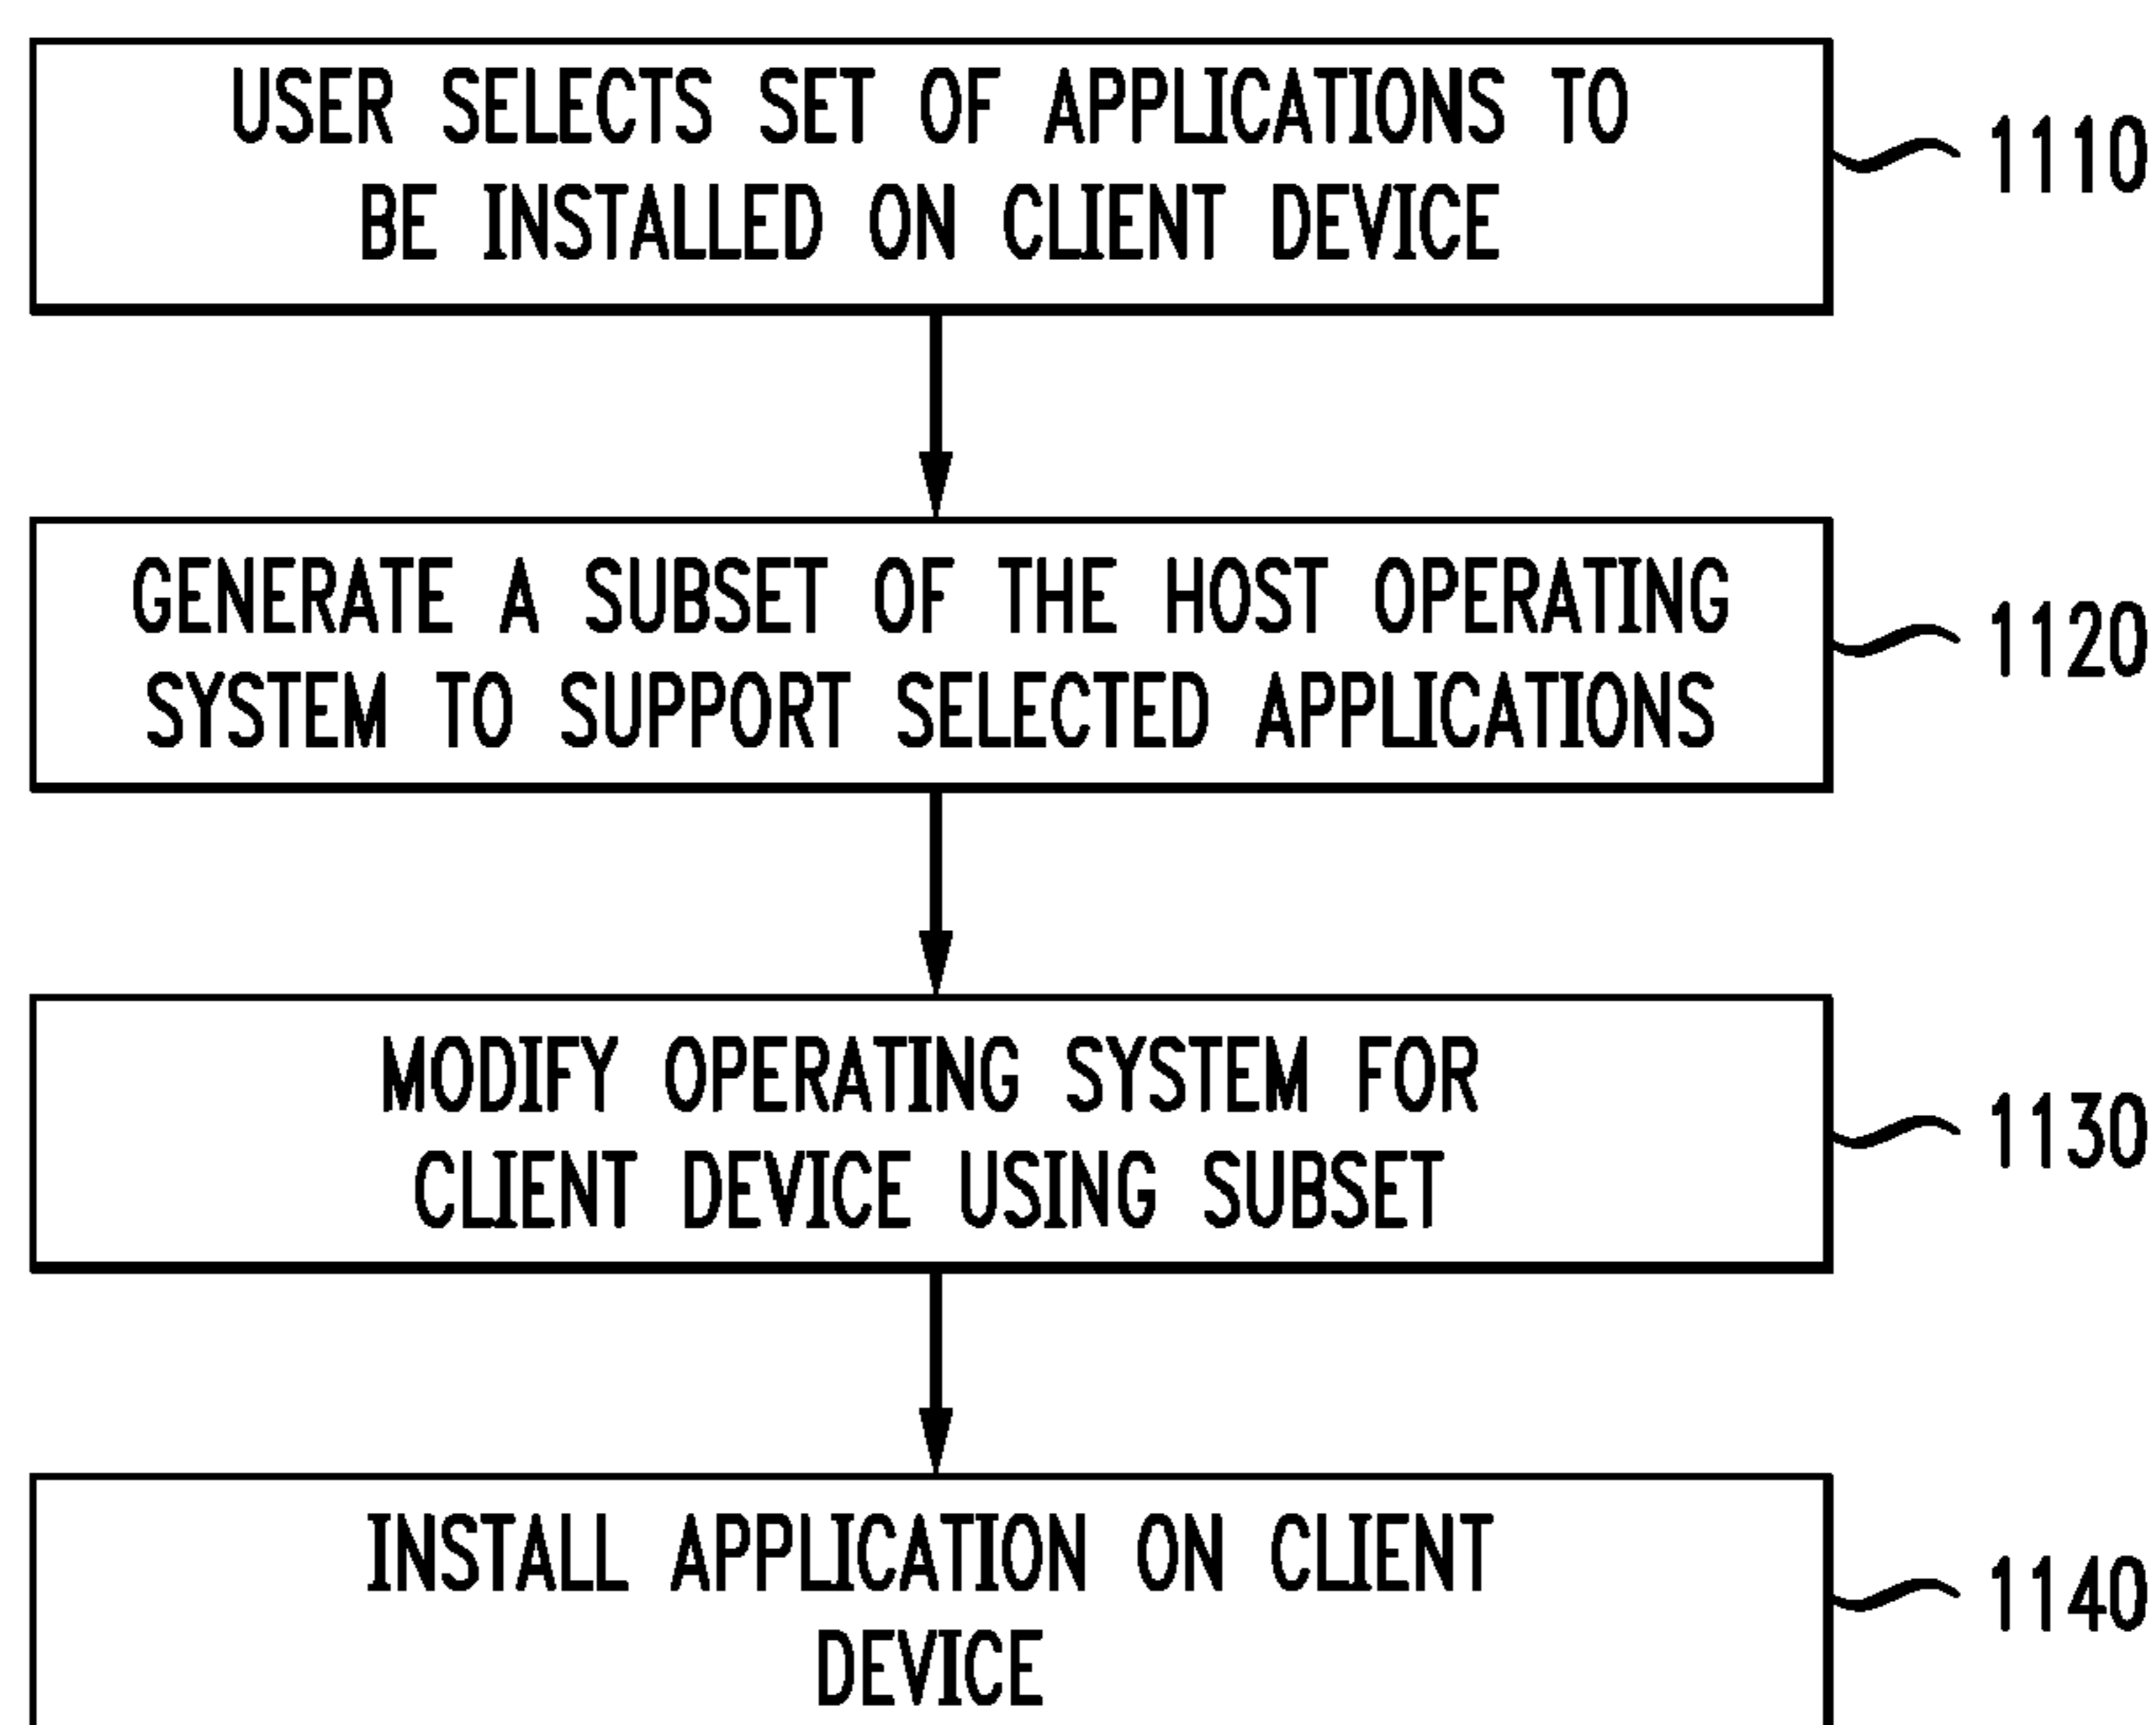 USER SELECTS SET OF APPLICATIONS TO
BE INSTALLED ON CLIENT DEVICE
1110
GENERATE A SUBSET OF THE HOST OPERATING
SYSTEM TO SUPPORT SELECTED APPLICATIONS
1120
MODIFY OPERATING SYSTEM FOR
CLIENT DEVICE USING SUBSET
1130
INSTALL APPLICATION ON CLIENT
DEVICE
1140